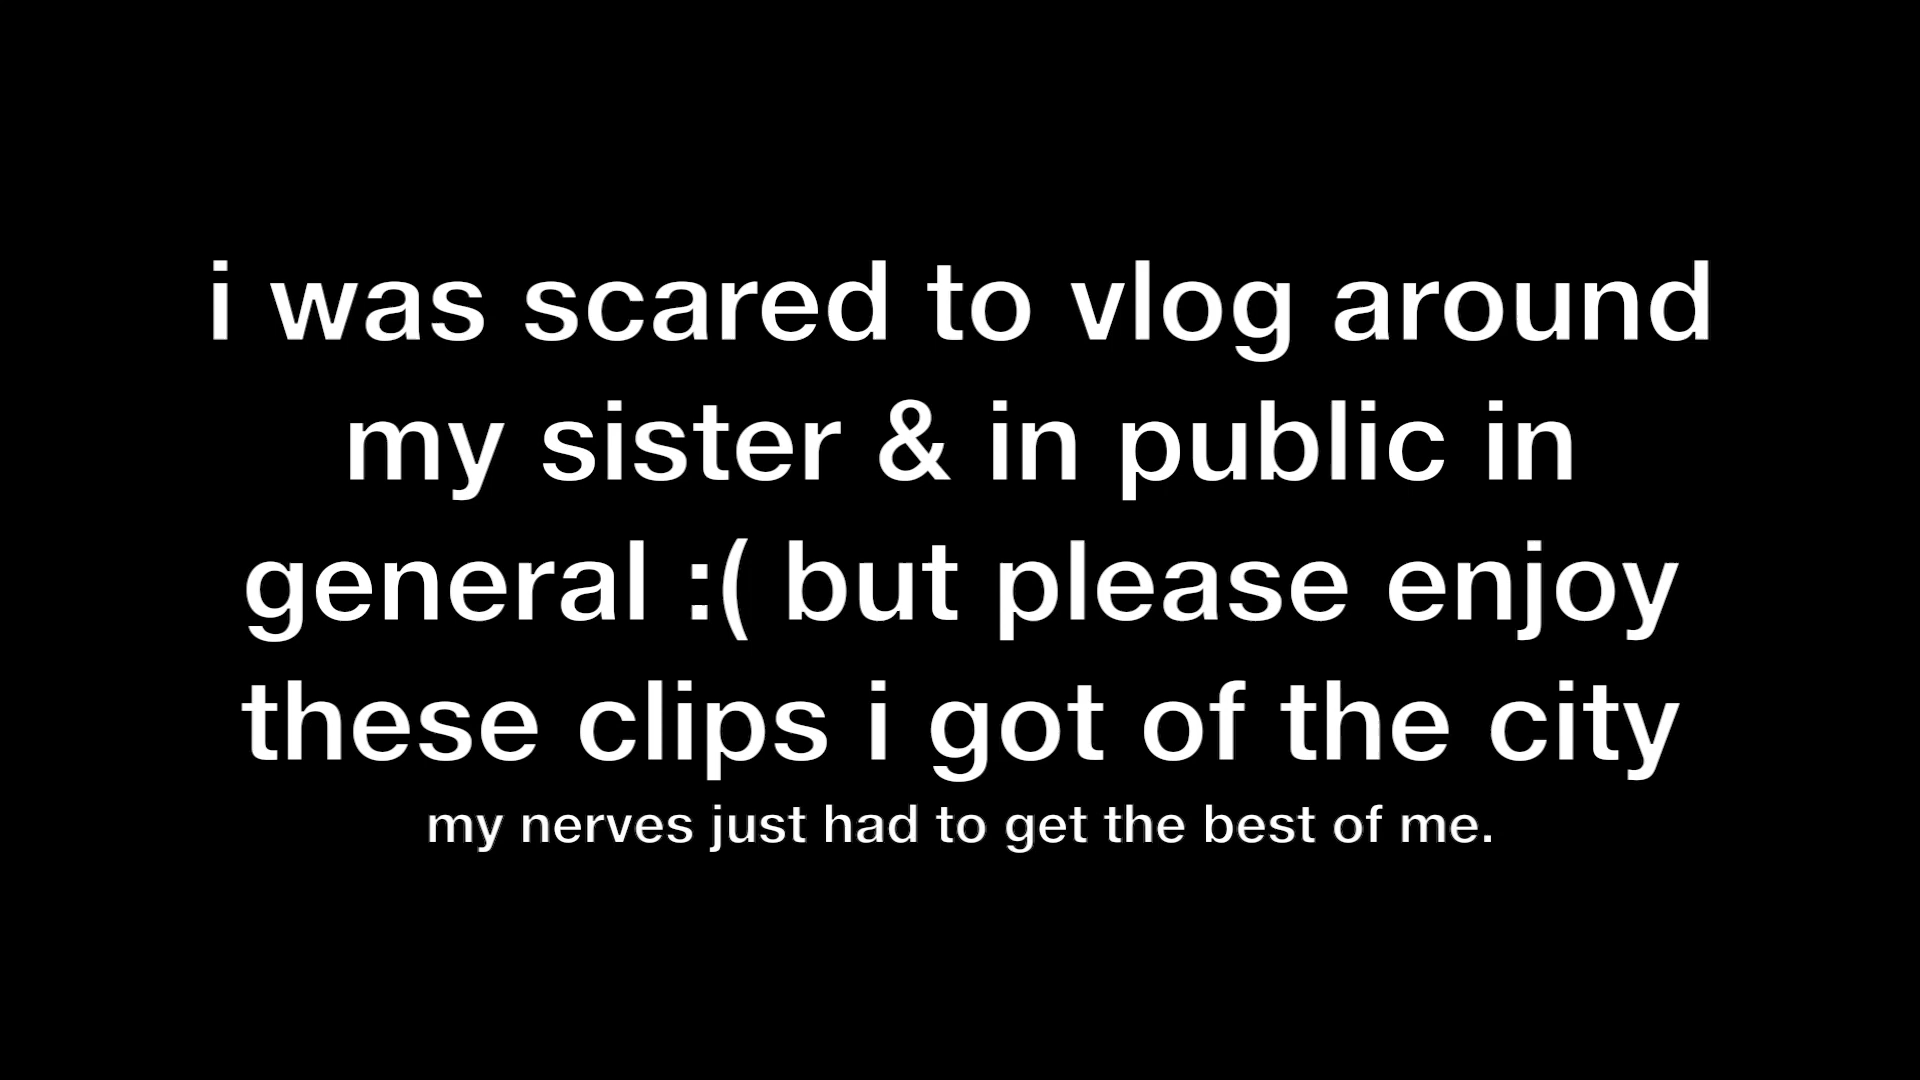 i was scared to vlog around
my sister & in public in
general :( but please enjoy
these clips i got of the city
my nerves just had to get the best of me.